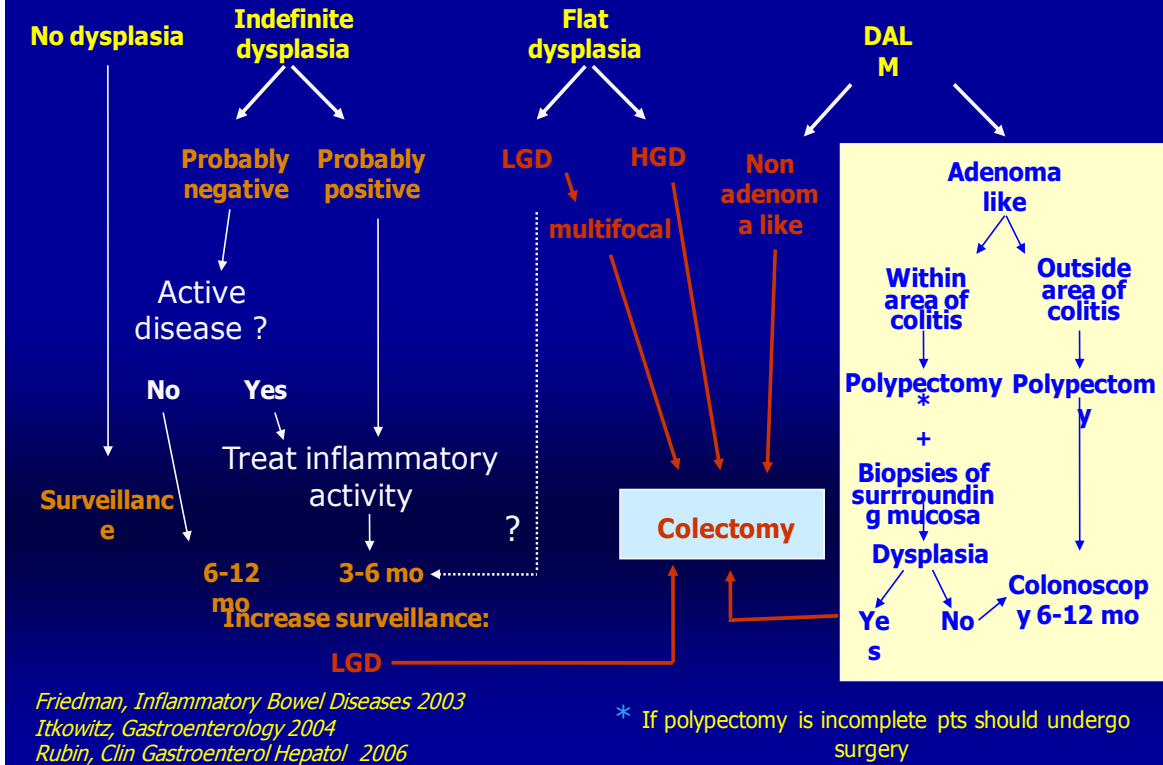 No dysplasia
Indefinite
dysplasia
Flat
dysplasia
DAL
M
Probably
negative
Probably
positive
LGD
HGD
multifocal
Non
adenom
a like
Adenoma
like
Within
area of
colitis
Outside
area of
colitis
Active
disease ?
No
Yes
Polypectomy
*
+
Polypectom
y
Treat inflammatory
activity
Biopsies of
surrroundin
g mucosa
Surveillanc
e
?
Colectomy
Dysplasia
6-12
mo
3-6 mo
Ye
s
No
Colonoscop
y 6-12 mo
Increase surveillance:
LGD
Friedman, Inflammatory Bowel Diseases 2003
Itkowitz, Gastroenterology 2004
Rubin, Clin Gastroenterol Hepatol 2006
* If polypectomy is incomplete pts should undergo
surgery